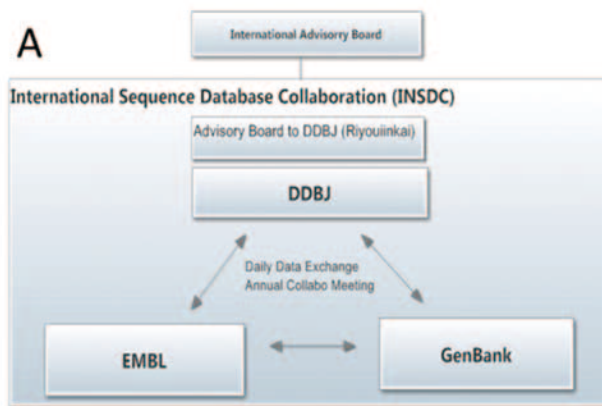 A
International Advisorry Board
International Sequence Database Collaboration (INSDC)
Advisory Board to DDBJ (Riyouiinkai)
DDBJ
Daily Data Exchange
Annual Collabo Meeting
EMBL
GenBank